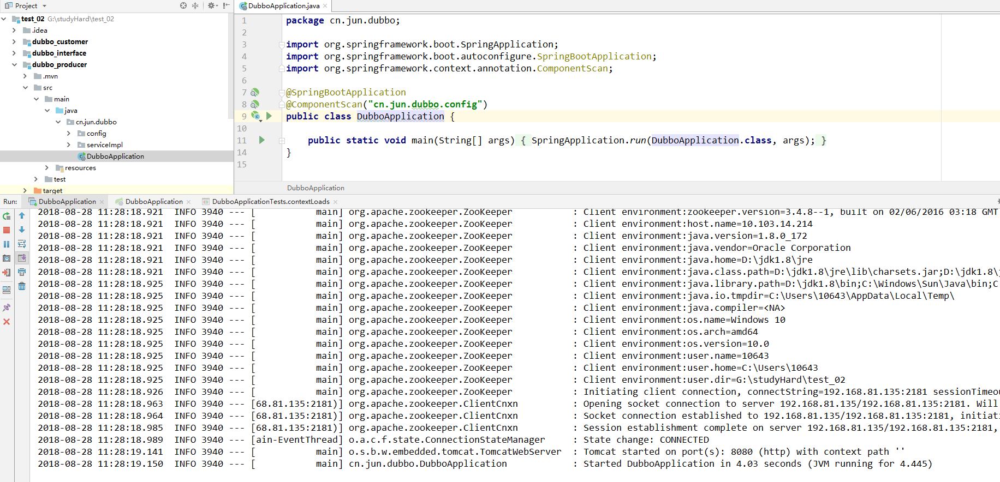 Project
test_02 G:\studyHard\test_02
.idea
dubbo_customer
dubbo_interface
dubbo_producer
.mvn
src
main
java
cn.jun.dubbo
config
serviceImpl
DubboApplication
resources
test
target
DubboApplication.java
1 package cn.jun.dubbo;
2
3 import org.springframework.boot.SpringApplication;
4 import org.springframework.boot.autoconfigure.SpringBootApplication;
5 import org.springframework.context.annotation.ComponentScan;
6
7 @SpringBootApplication
8 @ComponentScan("cn.jun.dubbo.config")
9 public class DubboApplication {
10
11 public static void main(String[] args) { SpringApplication.run(DubboApplication.class, args); }
14 }
15
DubboApplication
Run: DubboApplication DubboApplication DubboApplicationTests.contextLoads
2018-08-28 11:28:18.921 INFO 3940 --- [ main] org.apache.zookeeper.ZooKeeper : Client environment:zookeeper.version=3.4.8--1, built on 02/06/2016 03:18 GMT
2018-08-28 11:28:18.921 INFO 3940 --- [ main] org.apache.zookeeper.ZooKeeper : Client environment:host.name=10.103.14.214
2018-08-28 11:28:18.921 INFO 3940 --- [ main] org.apache.zookeeper.ZooKeeper : Client environment:java.version=1.8.0_172
2018-08-28 11:28:18.921 INFO 3940 --- [ main] org.apache.zookeeper.ZooKeeper : Client environment:java.vendor=Oracle Corporation
2018-08-28 11:28:18.921 INFO 3940 --- [ main] org.apache.zookeeper.ZooKeeper : Client environment:java.home=D:\jdk1.8\jre
2018-08-28 11:28:18.921 INFO 3940 --- [ main] org.apache.zookeeper.ZooKeeper : Client environment:java.class.path=D:\jdk1.8\jre\lib\charsets.jar;D:\jdk1.8\
2018-08-28 11:28:18.925 INFO 3940 --- [ main] org.apache.zookeeper.ZooKeeper : Client environment:java.library.path=D:\jdk1.8\bin;C:\Windows\Sun\Java\bin;C
2018-08-28 11:28:18.925 INFO 3940 --- [ main] org.apache.zookeeper.ZooKeeper : Client environment:java.io.tmpdir=C:\Users\10643\AppData\Local\Temp\
2018-08-28 11:28:18.925 INFO 3940 --- [ main] org.apache.zookeeper.ZooKeeper : Client environment:java.compiler=<NA>
2018-08-28 11:28:18.925 INFO 3940 --- [ main] org.apache.zookeeper.ZooKeeper : Client environment:os.name=Windows 10
2018-08-28 11:28:18.925 INFO 3940 --- [ main] org.apache.zookeeper.ZooKeeper : Client environment:os.arch=amd64
2018-08-28 11:28:18.925 INFO 3940 --- [ main] org.apache.zookeeper.ZooKeeper : Client environment:os.version=10.0
2018-08-28 11:28:18.925 INFO 3940 --- [ main] org.apache.zookeeper.ZooKeeper : Client environment:user.name=10643
2018-08-28 11:28:18.925 INFO 3940 --- [ main] org.apache.zookeeper.ZooKeeper : Client environment:user.home=C:\Users\10643
2018-08-28 11:28:18.925 INFO 3940 --- [ main] org.apache.zookeeper.ZooKeeper : Client environment:user.dir=G:\studyHard\test_02
2018-08-28 11:28:18.926 INFO 3940 --- [ main] org.apache.zookeeper.ZooKeeper : Initiating client connection, connectString=192.168.81.135:2181 sessionTimeou
2018-08-28 11:28:18.963 INFO 3940 --- [68.81.135:2181)] org.apache.zookeeper.ClientCnxn : Opening socket connection to server 192.168.81.135/192.168.81.135:2181. Will
2018-08-28 11:28:18.964 INFO 3940 --- [68.81.135:2181)] org.apache.zookeeper.ClientCnxn : Socket connection established to 192.168.81.135/192.168.81.135:2181, initiati
2018-08-28 11:28:18.985 INFO 3940 --- [68.81.135:2181)] org.apache.zookeeper.ClientCnxn : Session establishment complete on server 192.168.81.135/192.168.81.135:2181,
2018-08-28 11:28:18.989 INFO 3940 --- [ain-EventThread] o.a.c.f.state.ConnectionStateManager : State change: CONNECTED
2018-08-28 11:28:19.141 INFO 3940 --- [ main] o.s.b.w.embedded.tomcat.TomcatWebServer : Tomcat started on port(s): 8080 (http) with context path ''
2018-08-28 11:28:19.150 INFO 3940 --- [ main] cn.jun.dubbo.DubboApplication : Started DubboApplication in 4.03 seconds (JVM running for 4.445)